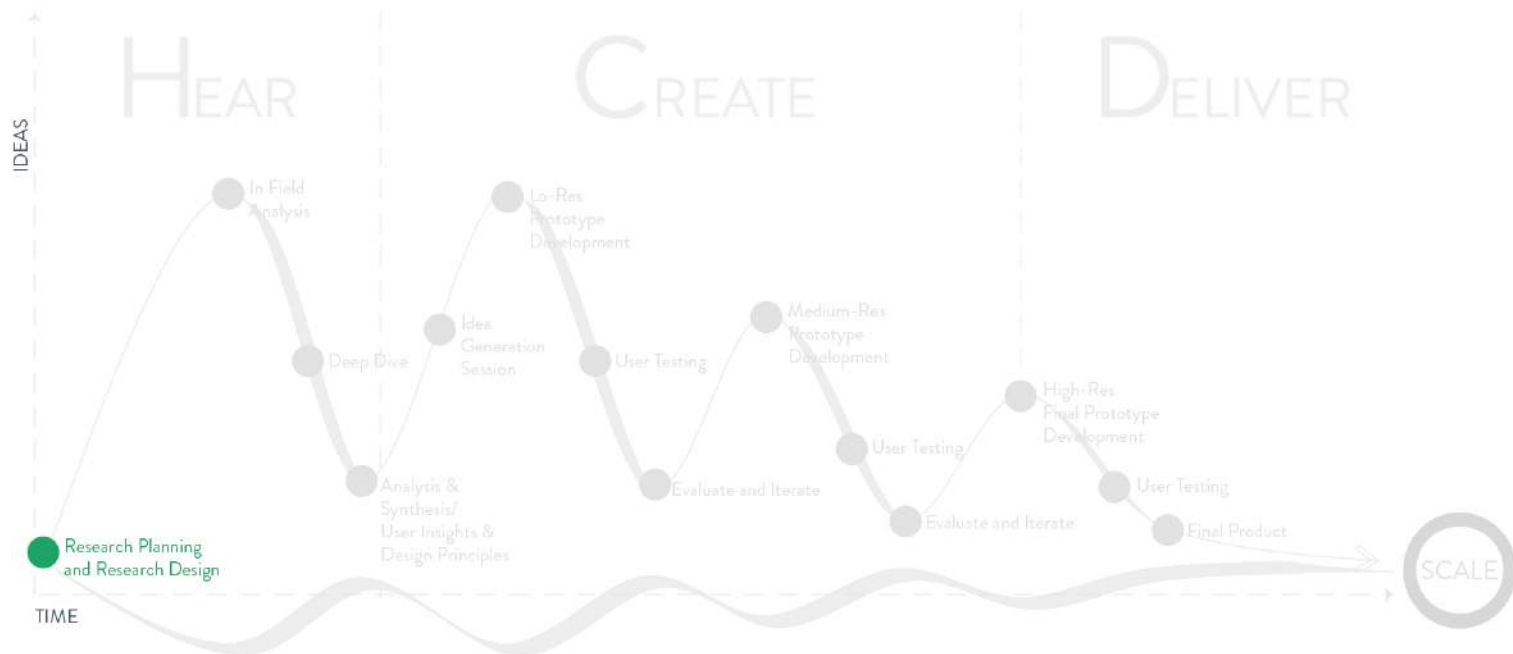 HEAR
CREATE
DELIVER
IDEAS
In Field
Analysis
Deep Dive
Analysis &
Synthesis/
User Insights &
Design Principles
Idea
Generation
Session
Lo-Res
Prototype
Development
User Testing
Evaluate and Iterate
Medium-Res
Prototype
Development
User Testing
Evaluate and Iterate
High-Res
Final Prototype
Development
User Testing
Final Product
Research Planning
and Research Design
TIME
SCALE